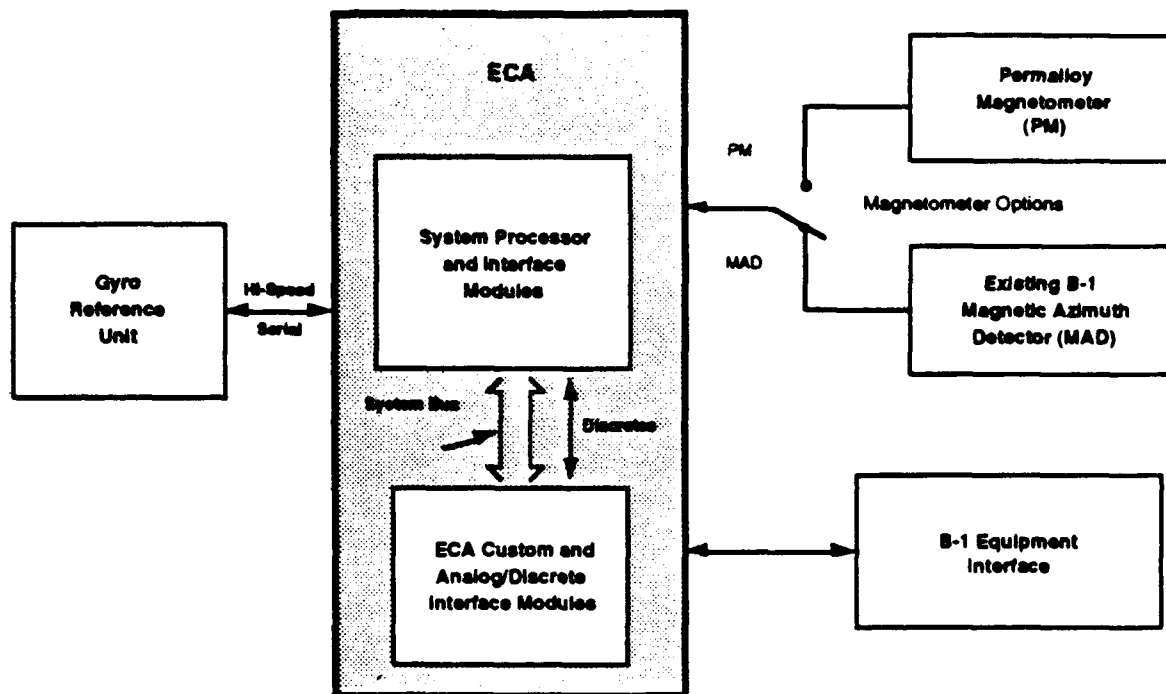 ECA
Permalloy
Magnetometer
(PM)
PM
Magnetometer Options
MAD
System Processor
and Interface
Modules
Gyro
Reference
Unit
Hi-Speed
Serial
Existing B-1
Magnetic Azimuth
Detector (MAD)
System Bus
Discretes
ECA Custom and
Analog/Discrete
Interface Modules
B-1 Equipment
Interface